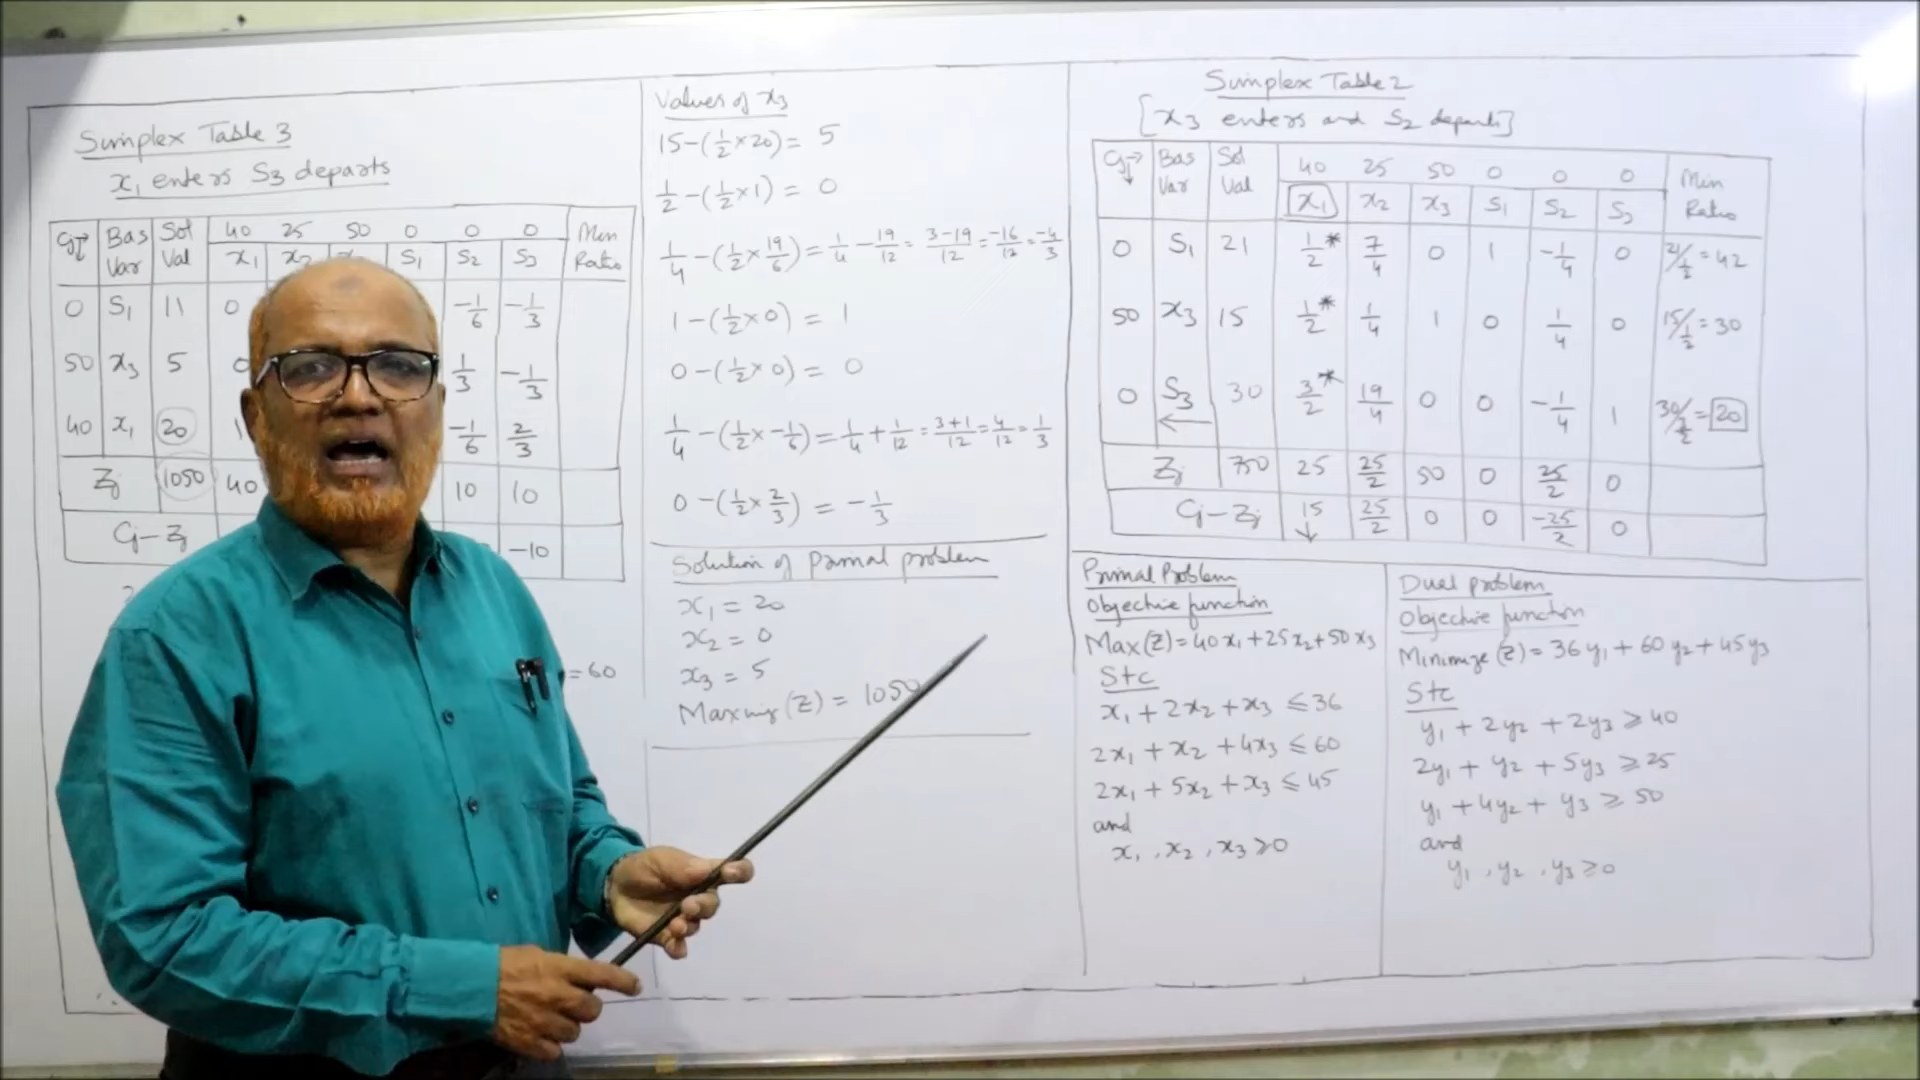 Simplex Table 3
x₁ enters S₃ departs
Cj→↓ Bas Var Sol Val 40 25 50 0 0 0 Min Ratio
x₁ x₂ S₁ S₂ S₃
0 S₁ 11 0 -1/6 -1/3
50 x₃ 5 0 1/3 -1/3
40 x₁ 20 1 -1/6 2/3
Zj 1050 40 10 10
Cj-Zj -10
=60
Values of x₃
15-(1/2×20)= 5
1/2-(1/2×1)= 0
1/4-(1/2×19/6)=1/4-19/12=3-19/12=-16/12=-4/3
1-(1/2×0)= 1
0-(1/2×0)= 0
1/4-(1/2×-1/6)=1/4+1/12=3+1/12=4/12=1/3
0-(1/2×2/3)= -1/3
Solution of primal problem
x₁ = 20
x₂ = 0
x₃ = 5
(Z) = 1050
Simplex Table 2
[x₃ enters and S₂ departs]
Cj→↓ Bas Var Sol Val 40 25 50 0 0 0 Min Ratio
x₁ x₂ x₃ S₁ S₂ S₃
0 S₁ 21 1/2* 7/4 0 1 -1/4 0 21/1/2=42
50 x₃ 15 1/2* 1/4 1 0 1/4 0 15/1/2=30
0 S₃ 30 3/2* 19/4 0 0 -1/4 1 30/3/2=20
Zj 750 25 25/2 50 0 25/2 0
Cj-Zj 15 25/2 0 0 -25/2 0
Primal Problem
Objective function
Max(Z)=40x₁+25x₂+50x₃
Stc
x₁+2x₂+x₃ ≤36
2x₁+x₂+4x₃ ≤60
2x₁+5x₂+x₃ ≤45
and
x₁,x₂,x₃≥0
Dual problem
Objective function
Minimize(Z)=36y₁+60y₂+45y₃
Stc
y₁+2y₂+2y₃≥40
2y₁+y₂+5y₃≥25
y₁+4y₂+y₃≥50
and
y₁,y₂,y₃≥0